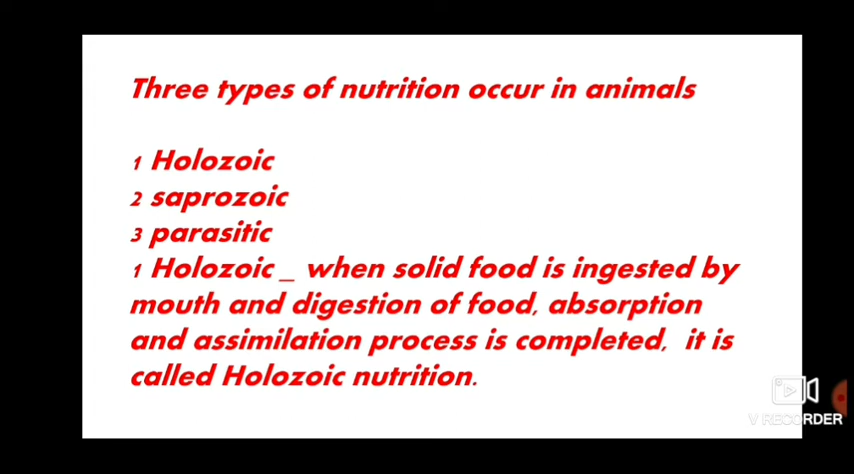 Three types of nutrition occur in animals
1 Holozoic
2 saprozoic
3 parasitic
1 Holozoic _ when solid food is ingested by
mouth and digestion of food, absorption
and assimilation process is completed, it is
called Holozoic nutrition.
V RECORDER